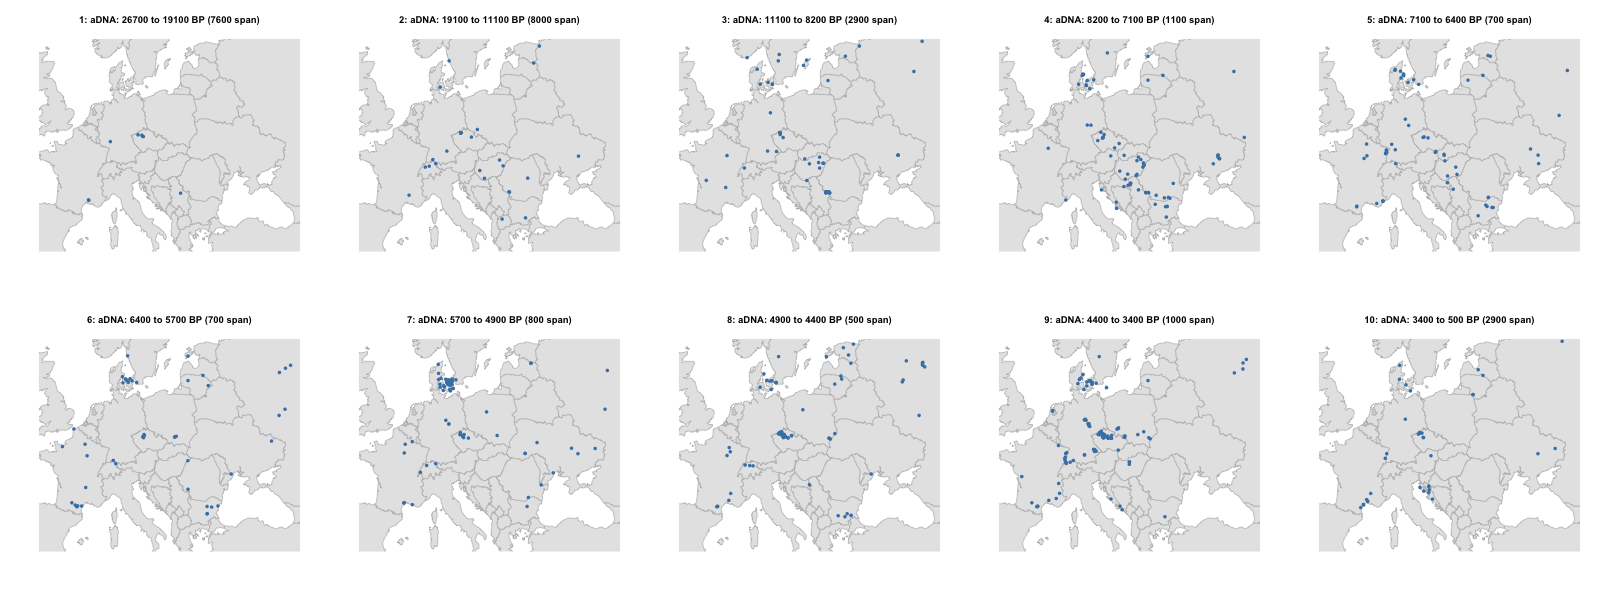 1: aDNA: 26700 to 19100 BP (7600 span)
2: aDNA: 19100 to 11100 BP (8000 span)
3: aDNA: 11100 to 8200 BP (2900 span)
4: aDNA: 8200 to 7100 BP (1100 span)
5: aDNA: 7100 to 6400 BP (700 span)
6: aDNA: 6400 to 5700 BP (700 span)
7: aDNA: 5700 to 4900 BP (800 span)
8: aDNA: 4900 to 4400 BP (500 span)
9: aDNA: 4400 to 3400 BP (1000 span)
10: aDNA: 3400 to 500 BP (2900 span)